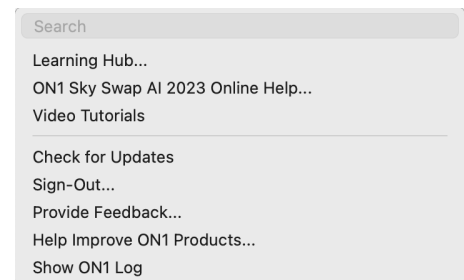 Search
Learning Hub...
ON1 Sky Swap AI 2023 Online Help...
Video Tutorials
Check for Updates
Sign-Out...
Provide Feedback...
Help Improve ON1 Products...
Show ON1 Log